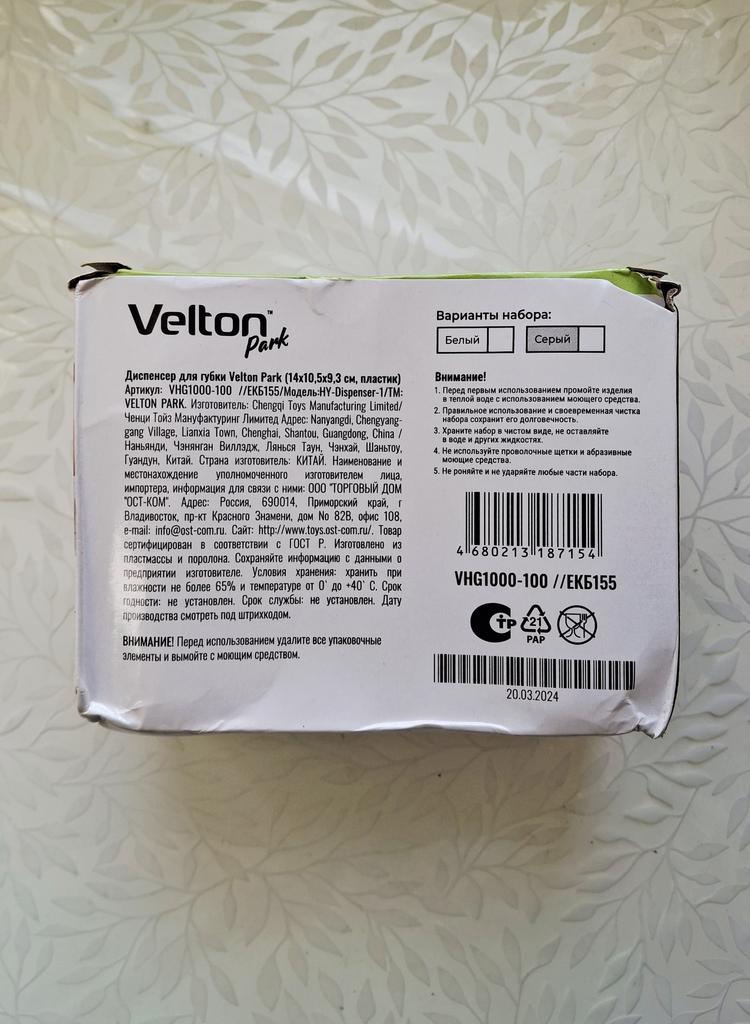 Velton™
Park
Диспенсер для губки Velton Park (14x10,5x9,3 см, пластик)
Артикул: VHG1000-100 //ЕКБ155/Модель:HY-Dispenser-1/ТМ:
VELTON PARK. Изготовитель: Chengqi Toys Manufacturing Limited/
Ченци Тойз Мануфактуринг Лимитед Адрес: Nanyangdi, Chengyang-
gang Village, Lianxia Town, Chenghai, Shantou, Guangdong, China /
Наньянди, Чэнянган Виллэдж, Лянься Таун, Чэнхай, Шаньтоу,
Гуандун, Китай. Страна изготовитель: КИТАЙ. Наименование и
местонахождение уполномоченного изготовителем лица,
импортера, информация для связи с ними: ООО "ТОРГОВЫЙ ДОМ
"ОСТ-КОМ". Адрес: Россия, 690014, Приморский край, г
Владивосток, пр-кт Красного Знамени, дом № 82В, офис 108,
e-mail: info@ost-com.ru. Сайт: http://www.toys.ost-com.ru/. Товар
сертифицирован в соответствии с ГОСТ Р. Изготовлено из
пластмассы и поролона. Сохраняйте информацию с данными о
предприятии изготовителе. Условия хранения: хранить при
влажности не более 65% и температуре от 0˚ до +40˚ С. Срок
годности: не установлен. Срок службы: не установлен. Дату
производства смотреть под штрихкодом.
ВНИМАНИЕ! Перед использованием удалите все упаковочные
элементы и вымойте с моющим средством.
Варианты набора:
Белый
Серый
Внимание!
1. Перед первым использованием промойте изделия
в теплой воде с использованием моющего средства.
2. Правильное использование и своевременная чистка
набора сохранит его долговечность.
3. Храните набор в чистом виде, не оставляйте
в воде и других жидкостях.
4. Не используйте проволочные щетки и абразивные
моющие средства.
5. Не роняйте и не ударяйте любые части набора.
4 680213 187154
VHG1000-100 //ЕКБ155
СТР
21
PAP
20.03.2024